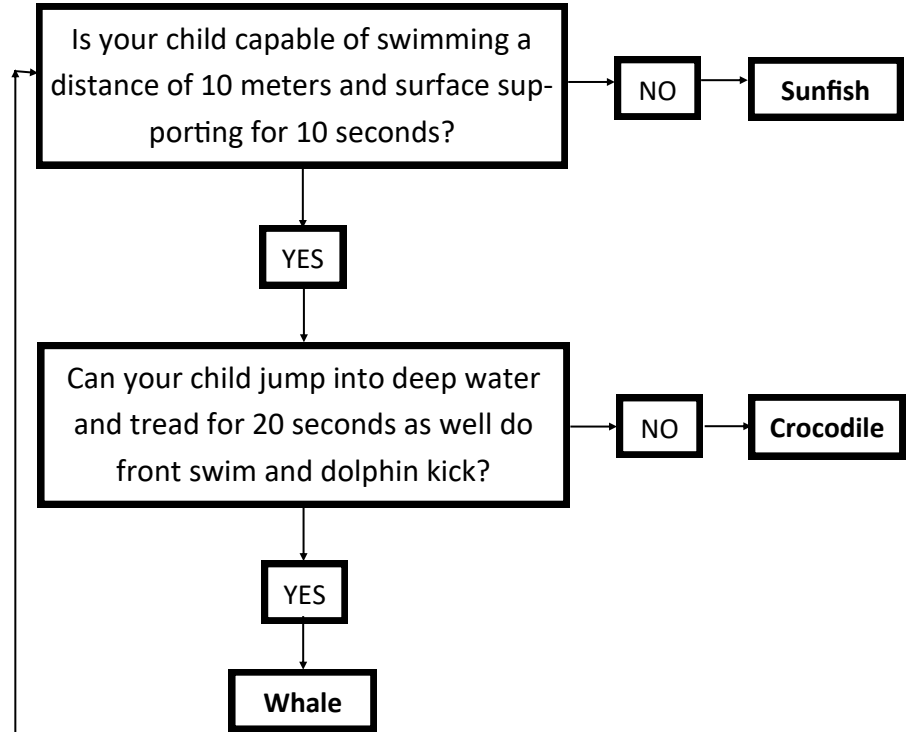 Is your child capable of swimming a
distance of 10 meters and surface sup-
porting for 10 seconds?
NO
Sunfish
YES
Can your child jump into deep water
and tread for 20 seconds as well do
front swim and dolphin kick?
NO
Crocodile
YES
Whale